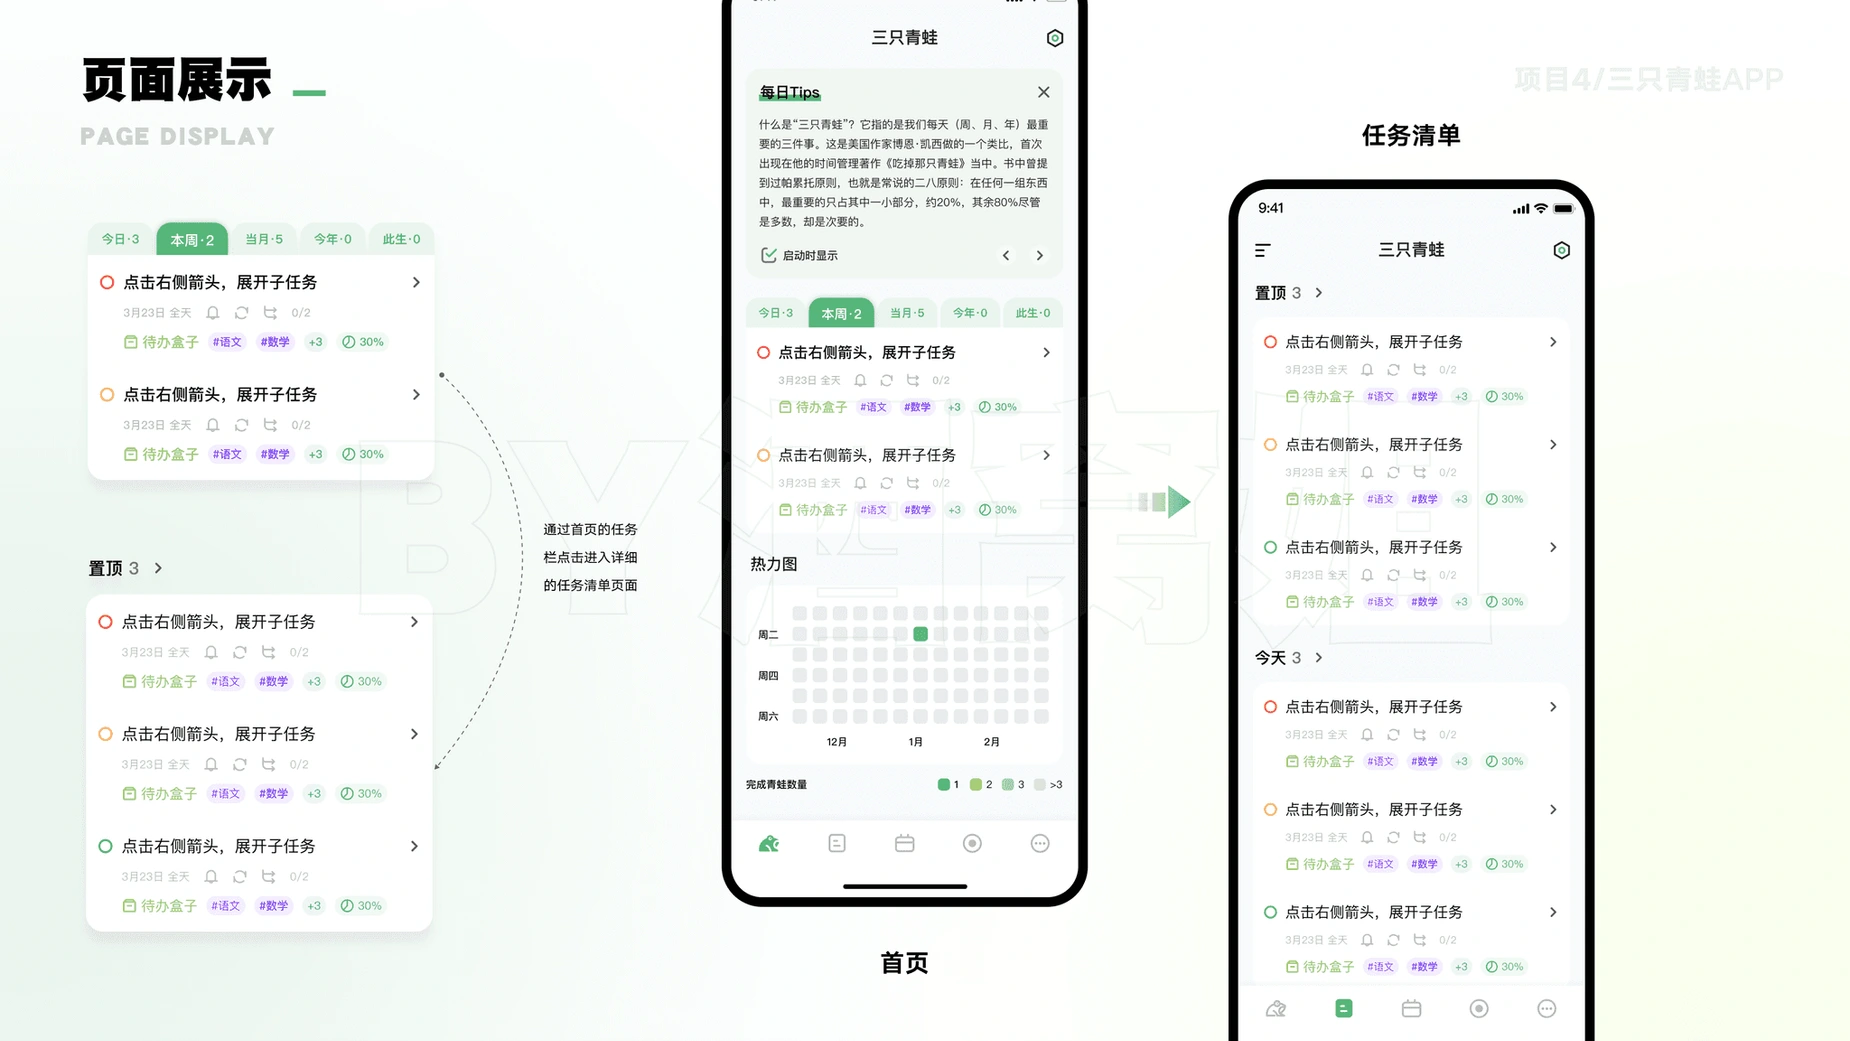 页面展示
PAGE DISPLAY
项目4/三只青蛙APP
今日·3 本周·2 当月·5 今年·0 此生·0
点击右侧箭头，展开子任务
3月23日 全天 0/2
待办盒子 #语文 #数学 +3 30%
点击右侧箭头，展开子任务
3月23日 全天 0/2
待办盒子 #语文 #数学 +3 30%
通过首页的任务
栏点击进入详细
的任务清单页面
置顶 3
点击右侧箭头，展开子任务
3月23日 全天 0/2
待办盒子 #语文 #数学 +3 30%
点击右侧箭头，展开子任务
3月23日 全天 0/2
待办盒子 #语文 #数学 +3 30%
点击右侧箭头，展开子任务
3月23日 全天 0/2
待办盒子 #语文 #数学 +3 30%
三只青蛙
每日Tips
什么是“三只青蛙”？它指的是我们每天（周、月、年）最重
要的三件事。这是美国作家博恩·凯西做的一个类比，首次
出现在他的时间管理著作《吃掉那只青蛙》当中。书中曾提
到过帕累托原则，也就是常说的二八原则：在任何一组东西
中，最重要的只占其中一小部分，约20%，其余80%尽管
是多数，却是次要的。
启动时显示
今日·3 本周·2 当月·5 今年·0 此生·0
点击右侧箭头，展开子任务
3月23日 全天 0/2
待办盒子 #语文 #数学 +3 30%
点击右侧箭头，展开子任务
3月23日 全天 0/2
待办盒子 #语文 #数学 +3 30%
热力图
周二
周四
周六
12月 1月 2月
完成青蛙数量 1 2 3 >3
首页
任务清单
9:41
三只青蛙
置顶 3
点击右侧箭头，展开子任务
3月23日 全天 0/2
待办盒子 #语文 #数学 +3 30%
点击右侧箭头，展开子任务
3月23日 全天 0/2
待办盒子 #语文 #数学 +3 30%
点击右侧箭头，展开子任务
3月23日 全天 0/2
待办盒子 #语文 #数学 +3 30%
今天 3
点击右侧箭头，展开子任务
3月23日 全天 0/2
待办盒子 #语文 #数学 +3 30%
点击右侧箭头，展开子任务
3月23日 全天 0/2
待办盒子 #语文 #数学 +3 30%
点击右侧箭头，展开子任务
3月23日 全天 0/2
待办盒子 #语文 #数学 +3 30%
BY